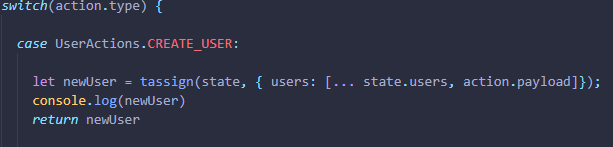 switch(action.type) {
case UserActions.CREATE_USER:
let newUser = tassign(state, { users: [... state.users, action.payload]});
console.log(newUser)
return newUser